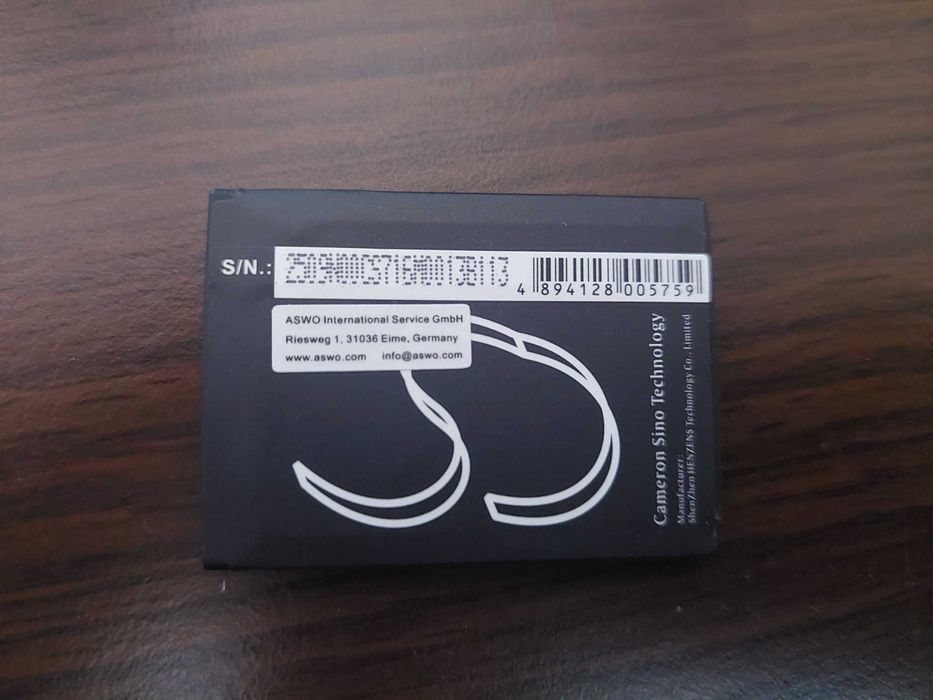 S/N.:
4 894128 005759
ASWO International Service GmbH
Riesweg 1, 31036 Eime, Germany
www.aswo.com info@aswo.com
Cameron Sino Technology
Manufacturer:
ShenZhen HENZENS Technology Co., Limited